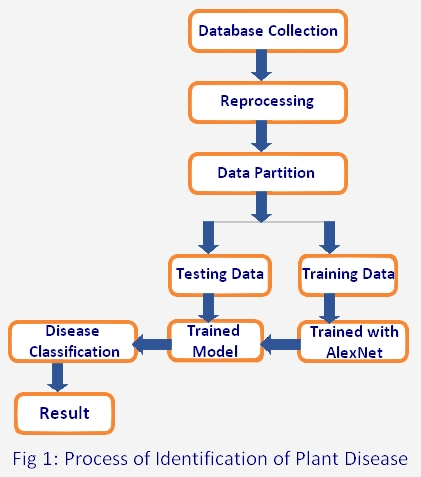 Database Collection
Reprocessing
Data Partition
Testing Data
Training Data
Disease
Classification
Trained
Model
Trained with
AlexNet
Result
Fig 1: Process of Identification of Plant Disease